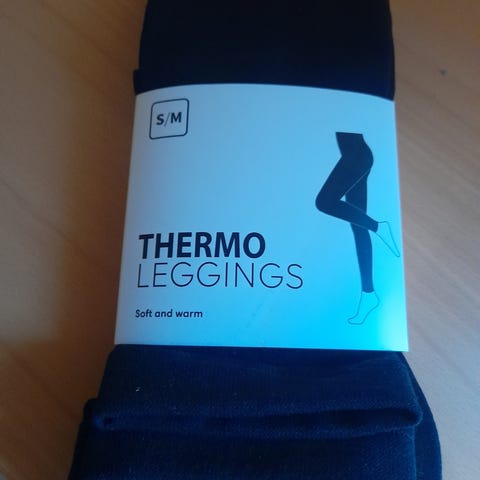 S/M
THERMO
LEGGINGS
Soft and warm